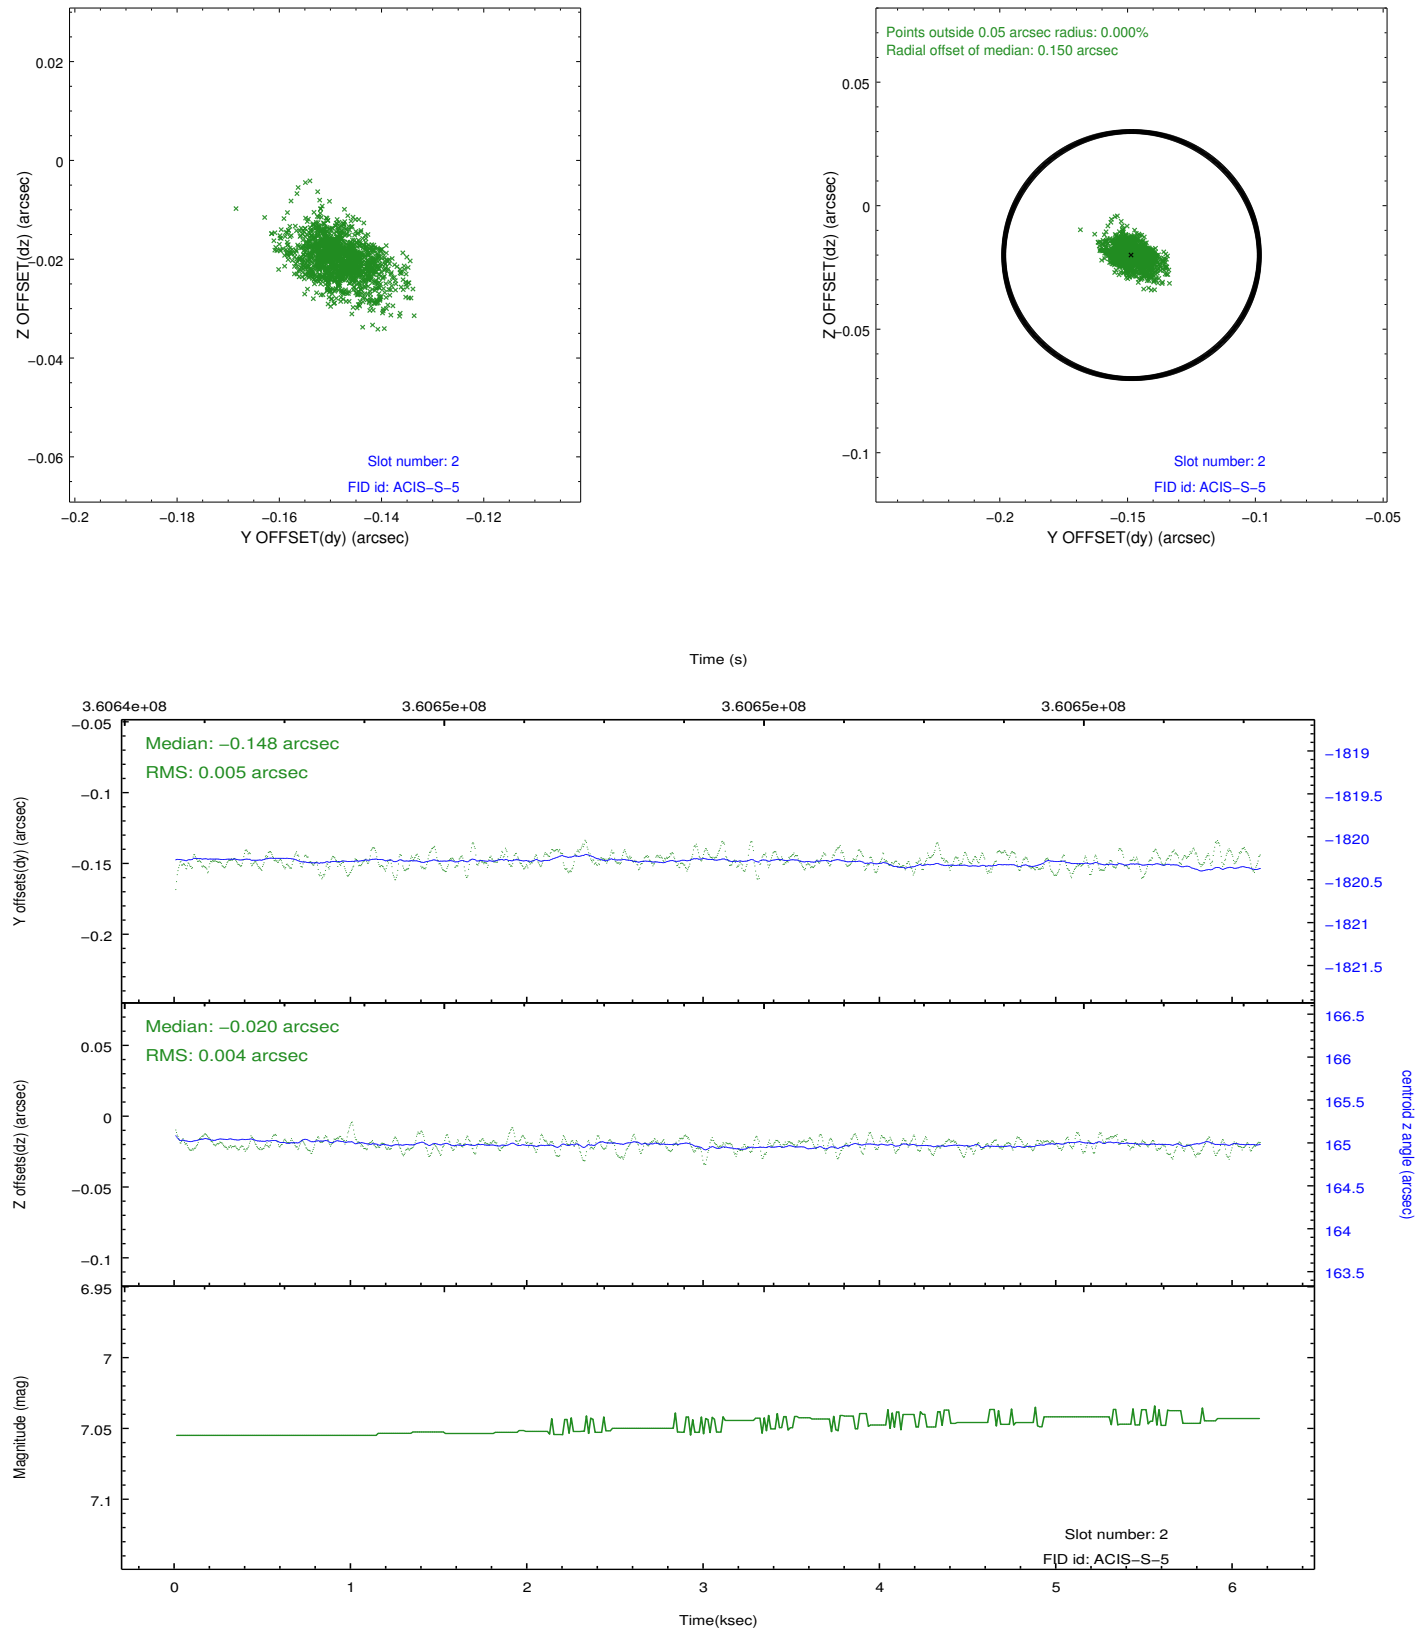 Points outside 0.05 arcsec radius: 0.000%
Radial offset of median: 0.150 arcsec
0.02
0
−0.02
−0.04
−0.06
Z OFFSET(dz) (arcsec)
Slot number: 2
FID id: ACIS−S−5
−0.2
−0.18
−0.16
−0.14
−0.12
Y OFFSET(dy) (arcsec)
0.05
0
−0.05
−0.1
Z OFFSET(dz) (arcsec)
Slot number: 2
FID id: ACIS−S−5
−0.2
−0.15
−0.1
−0.05
Y OFFSET(dy) (arcsec)
Time (s)
3.6064e+08
3.6065e+08
3.6065e+08
3.6065e+08
−0.05
−0.1
−0.15
−0.2
Y offsets(dy) (arcsec)
Median: −0.148 arcsec
RMS: 0.005 arcsec
−1819
−1819.5
−1820
−1820.5
−1821
−1821.5
0.05
0
−0.05
−0.1
Z offsets(dz) (arcsec)
Median: −0.020 arcsec
RMS: 0.004 arcsec
166.5
166
165.5
165
164.5
164
163.5
centroid z angle (arcsec)
6.95
7
7.05
7.1
Magnitude (mag)
Slot number: 2
FID id: ACIS−S−5
0
1
2
3
4
5
6
Time(ksec)